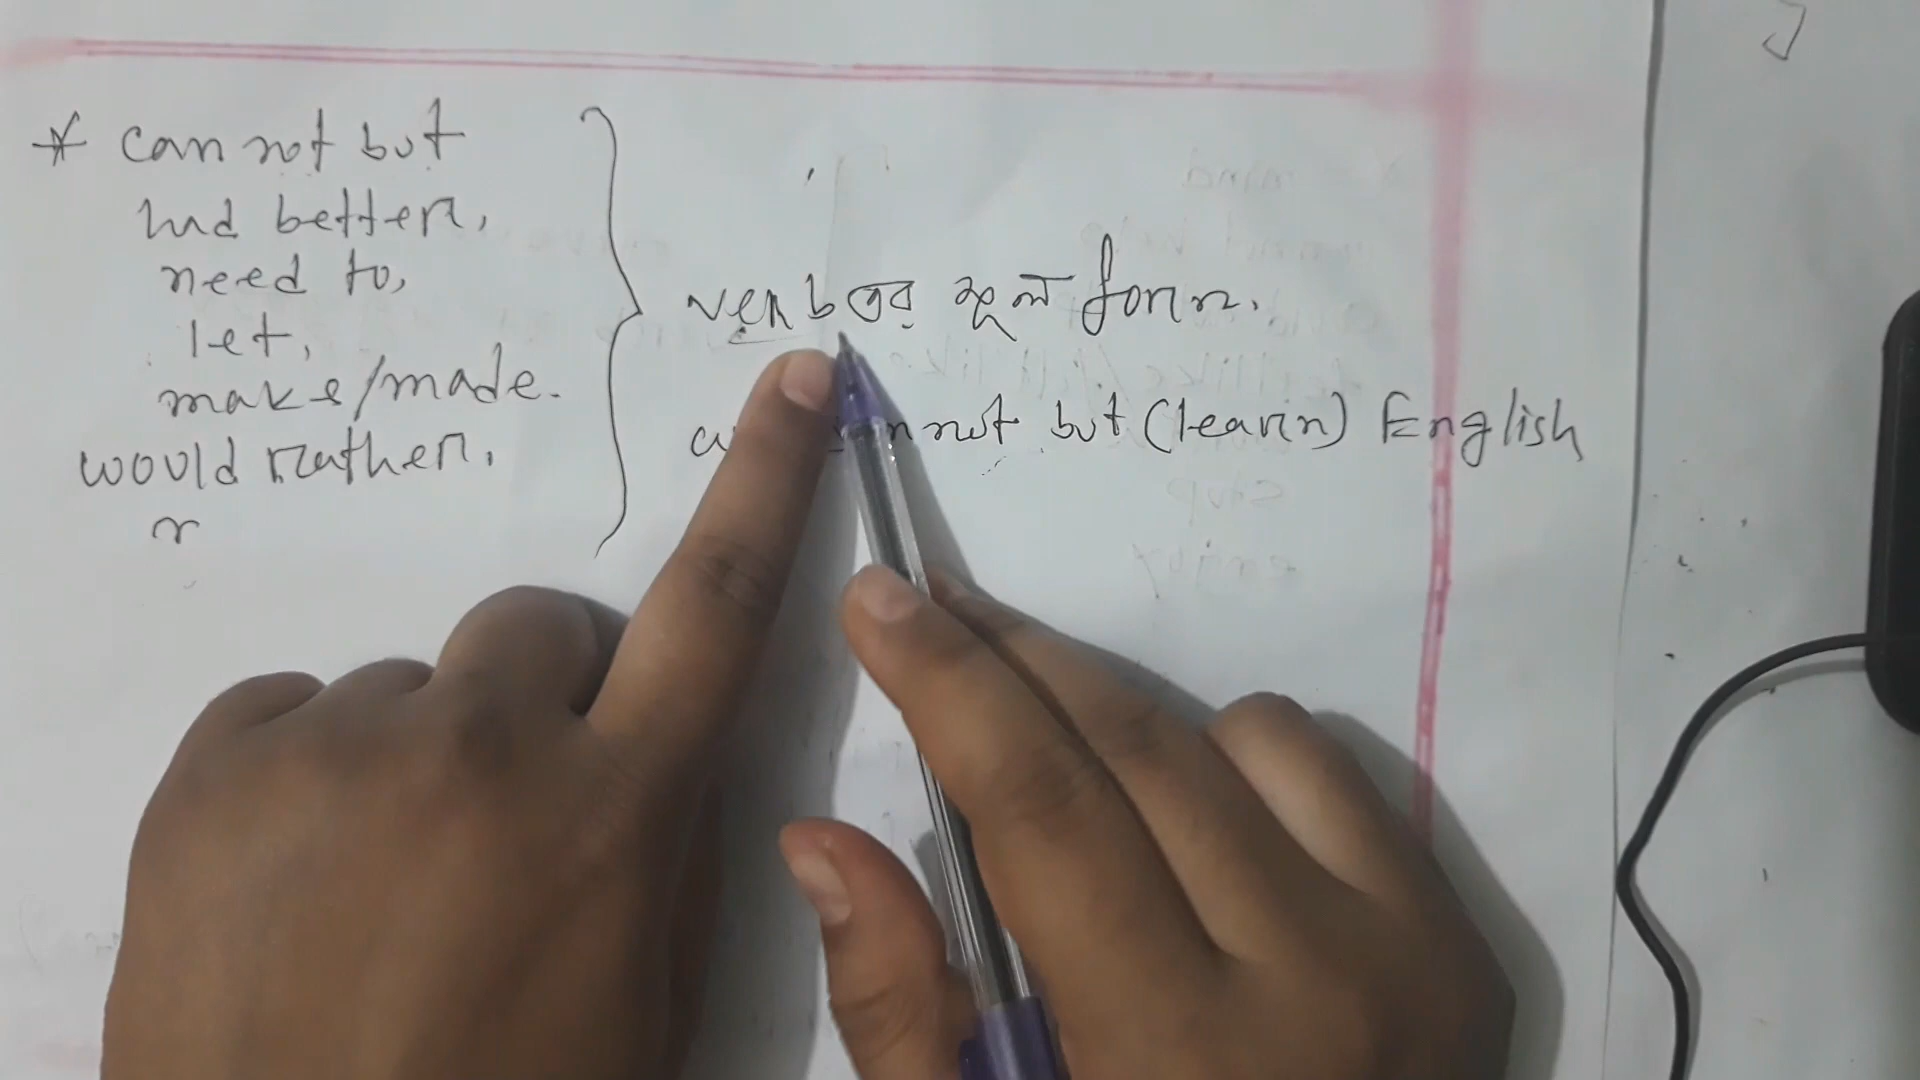 * can not but
had better,
need to,
let,
make/made.
would rather,
r
verb এর মূল form.
not but (learn) English